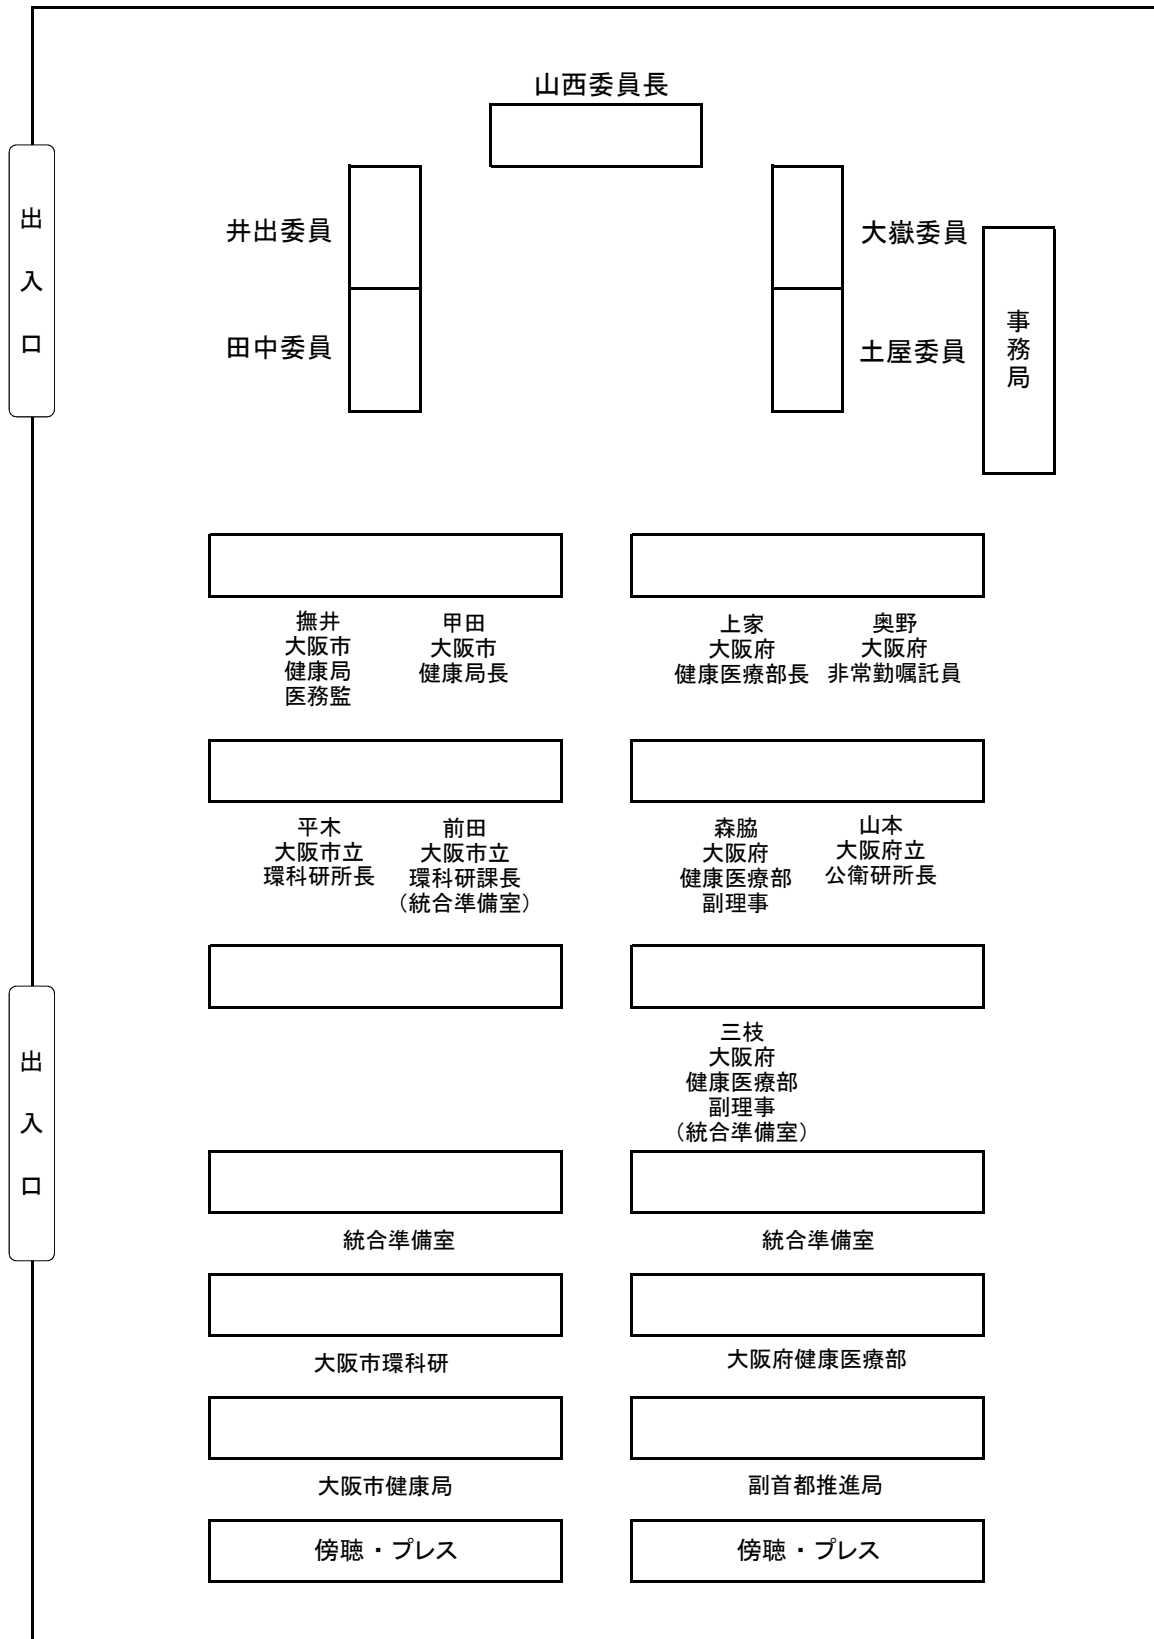 山西委員長
出入口
井出委員
大嶽委員
田中委員
土屋委員
事務局
撫井
大阪市
健康局
医務監
甲田
大阪市
健康局長
上家
大阪府
健康医療部長
奥野
大阪府
非常勤嘱託員
平木
大阪市立
環科研所長
前田
大阪市立
環科研課長
（統合準備室）
森脇
大阪府
健康医療部
副理事
山本
大阪府立
公衛研所長
出入口
三枝
大阪府
健康医療部
副理事
（統合準備室）
統合準備室
統合準備室
大阪市環科研
大阪府健康医療部
大阪市健康局
副首都推進局
傍聴・プレス
傍聴・プレス